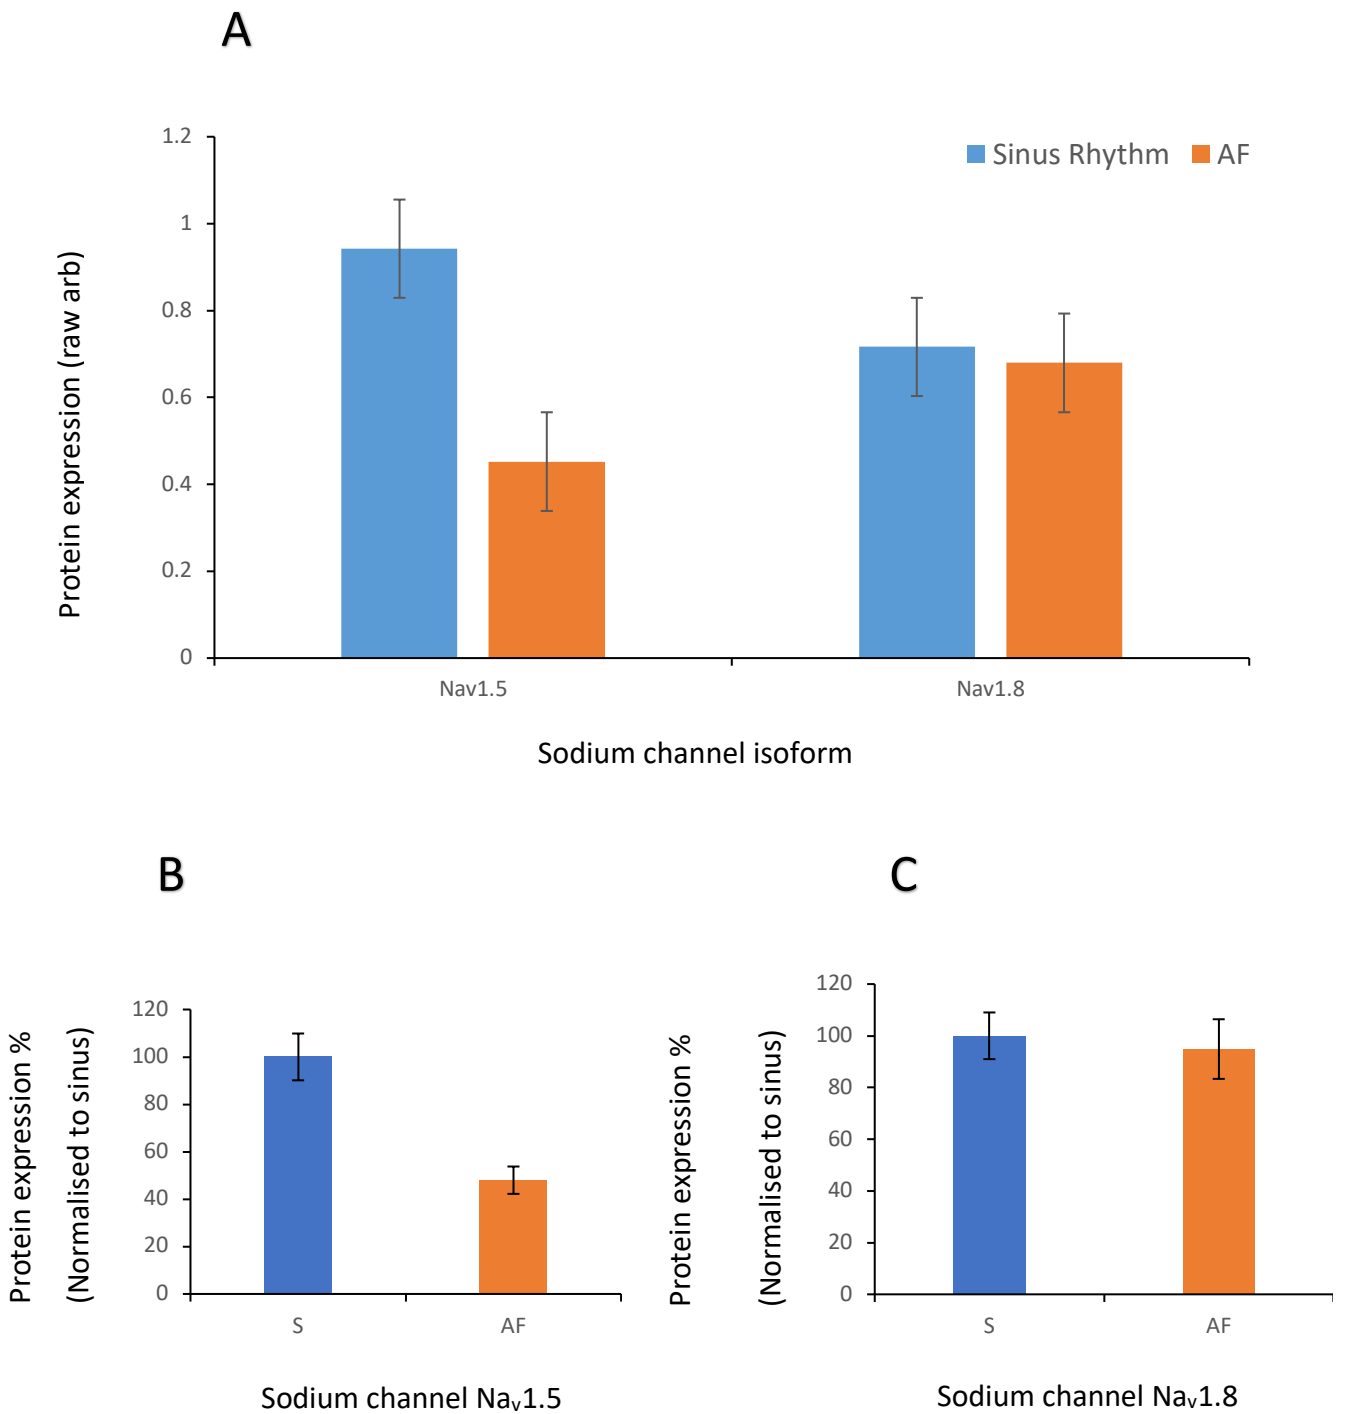 A
1.2
1
0.8
0.6
0.4
0.2
0
Protein expression (raw arb)
Sinus Rhythm AF
Nav1.5 Nav1.8
Sodium channel isoform
B
Protein expression %
(Normalised to sinus)
120
100
80
60
40
20
0
S AF
Sodium channel Nav1.5
C
Protein expression %
(Normalised to sinus)
120
100
80
60
40
20
0
S AF
Sodium channel Nav1.8